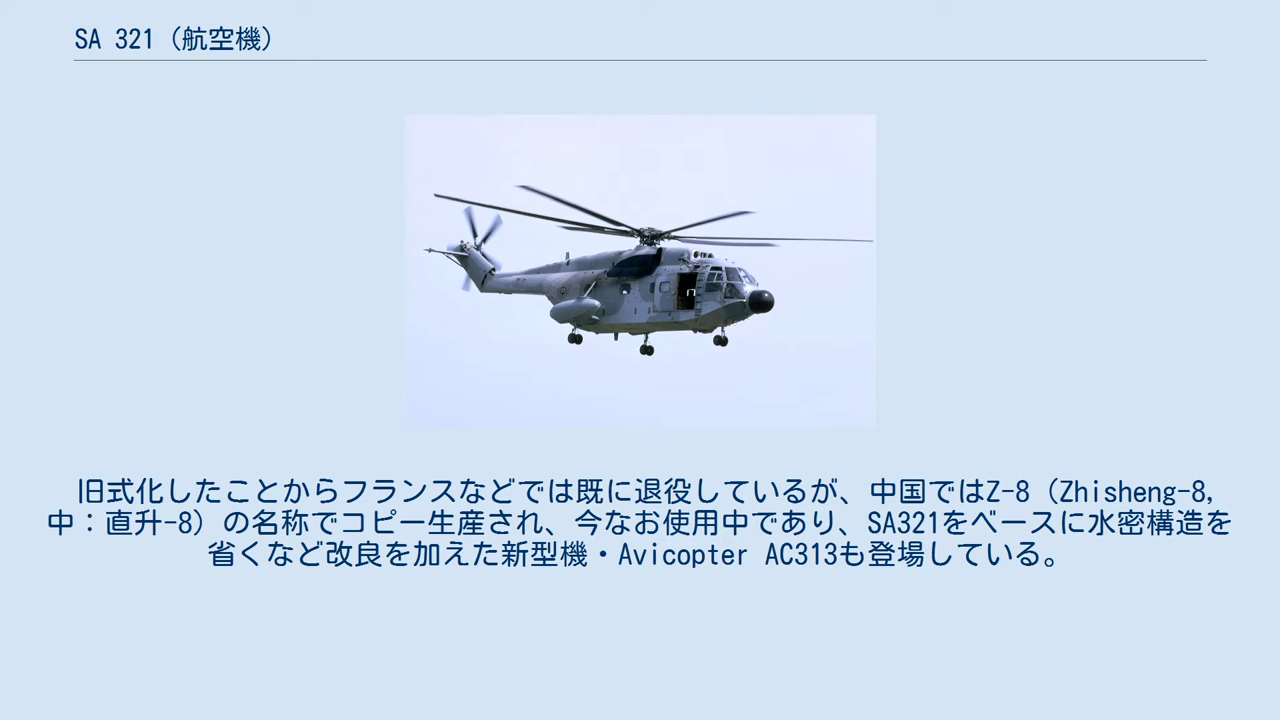 SA 321（航空機）
旧式化したことからフランスなどでは既に退役しているが、中国ではZ-8（Zhisheng-8,
中：直升-8）の名称でコピー生産され、今なお使用中であり、SA321をベースに水密構造を
省くなど改良を加えた新型機・Avicopter AC313も登場している。